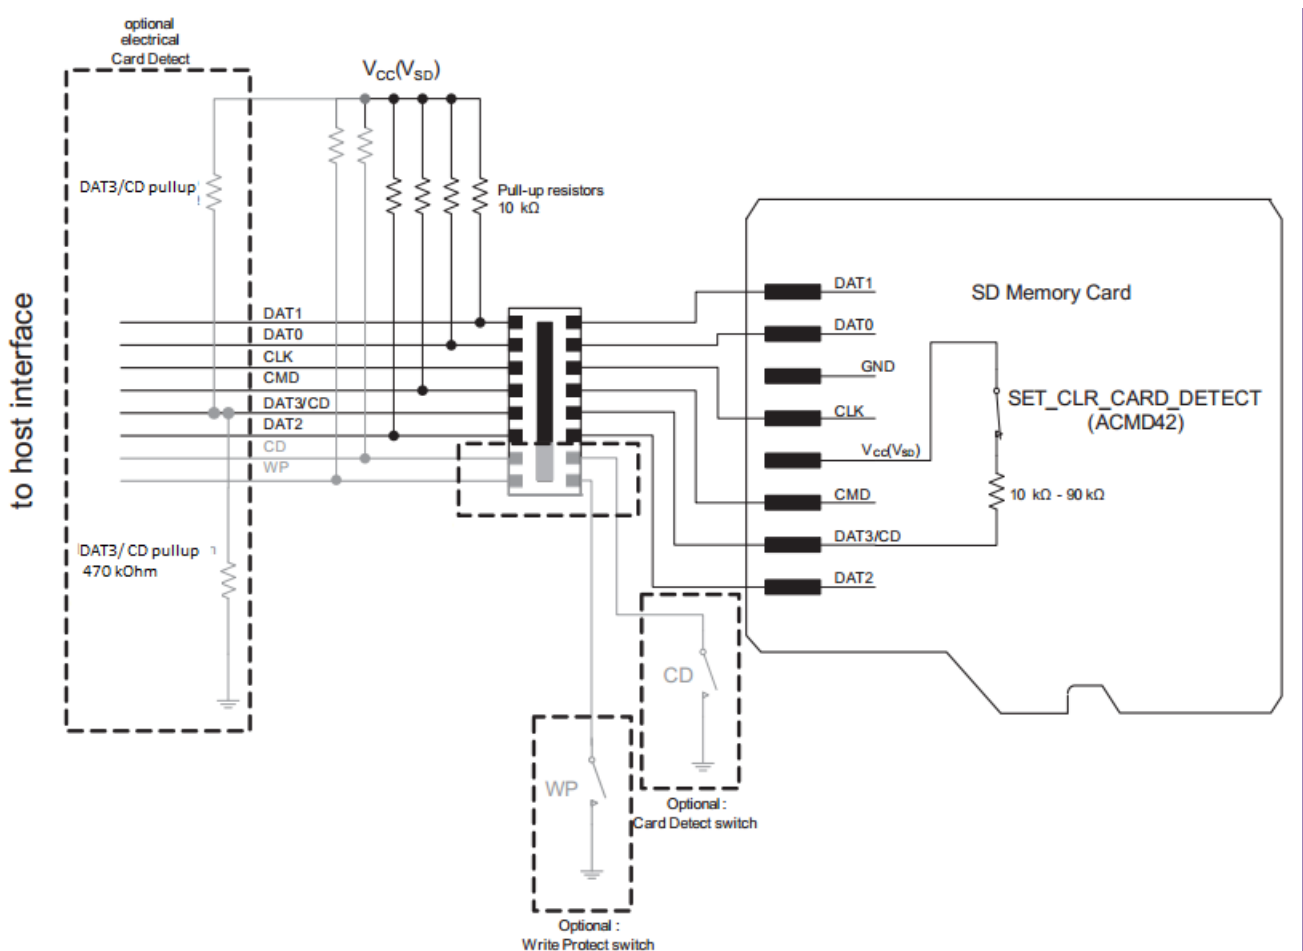 optional
electrical
Card Detect
VCC(VSD)
DAT3/CD pullup
Pull-up resistors
10 kΩ
to host interface
DAT1
DAT0
CLK
CMD
DAT3/CD
DAT2
CD
WP
DAT3/ CD pullup
470 kOhm
SD Memory Card
DAT1
DAT0
GND
CLK
VCC(VSD)
CMD
DAT3/CD
DAT2
SET_CLR_CARD_DETECT
(ACMD42)
10 kΩ - 90 kΩ
CD
Optional :
Card Detect switch
WP
Optional :
Write Protect switch